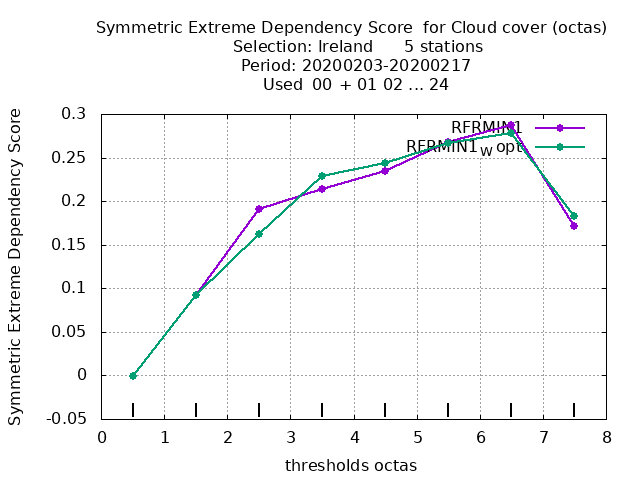 Symmetric Extreme Dependency Score  for Cloud cover (octas)
Selection: Ireland      5 stations
Period: 20200203-20200217
Used  00 + 01 02 ... 24
Symmetric Extreme Dependency Score
0.3
0.25
0.2
0.15
0.1
0.05
0
-0.05
RFRMIN1
RFRMIN1w opt
0 1 2 3 4 5 6 7 8
thresholds octas